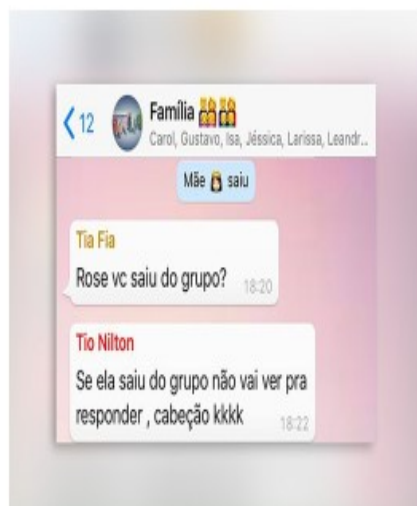 12
Família 👨‍👩‍👧‍👦👨‍👩‍👧‍👦
Carol, Gustavo, Isa, Jéssica, Larissa, Leandr...
Mãe 👩 saiu
Tia Fia
Rose vc saiu do grupo?
18:20
Tio Nilton
Se ela saiu do grupo não vai ver pra
responder , cabeção kkkk
18:22